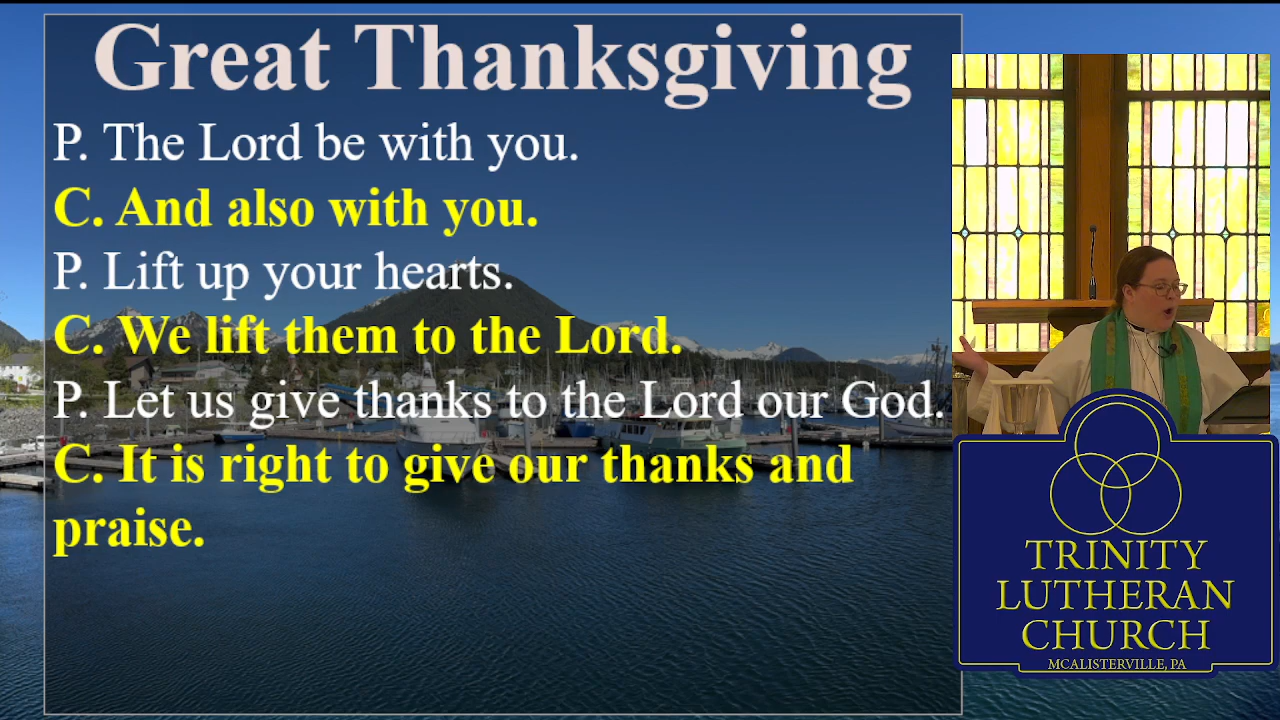 Great Thanksgiving
P. The Lord be with you.
C. And also with you.
P. Lift up your hearts.
C. We lift them to the Lord.
P. Let us give thanks to the Lord our God.
C. It is right to give our thanks and
praise.
TRINITY
LUTHERAN
CHURCH
MCALISTERVILLE, PA